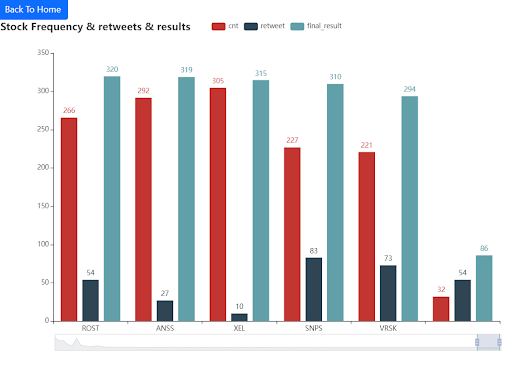 Back To Home
Stock Frequency & retweets & results
cnt retweet final_result
350
300
250
200
150
100
50
0
266 54 320
292 27 319
305 10 315
227 83 310
221 73 294
32 54 86
ROST ANSS XEL SNPS VRSK